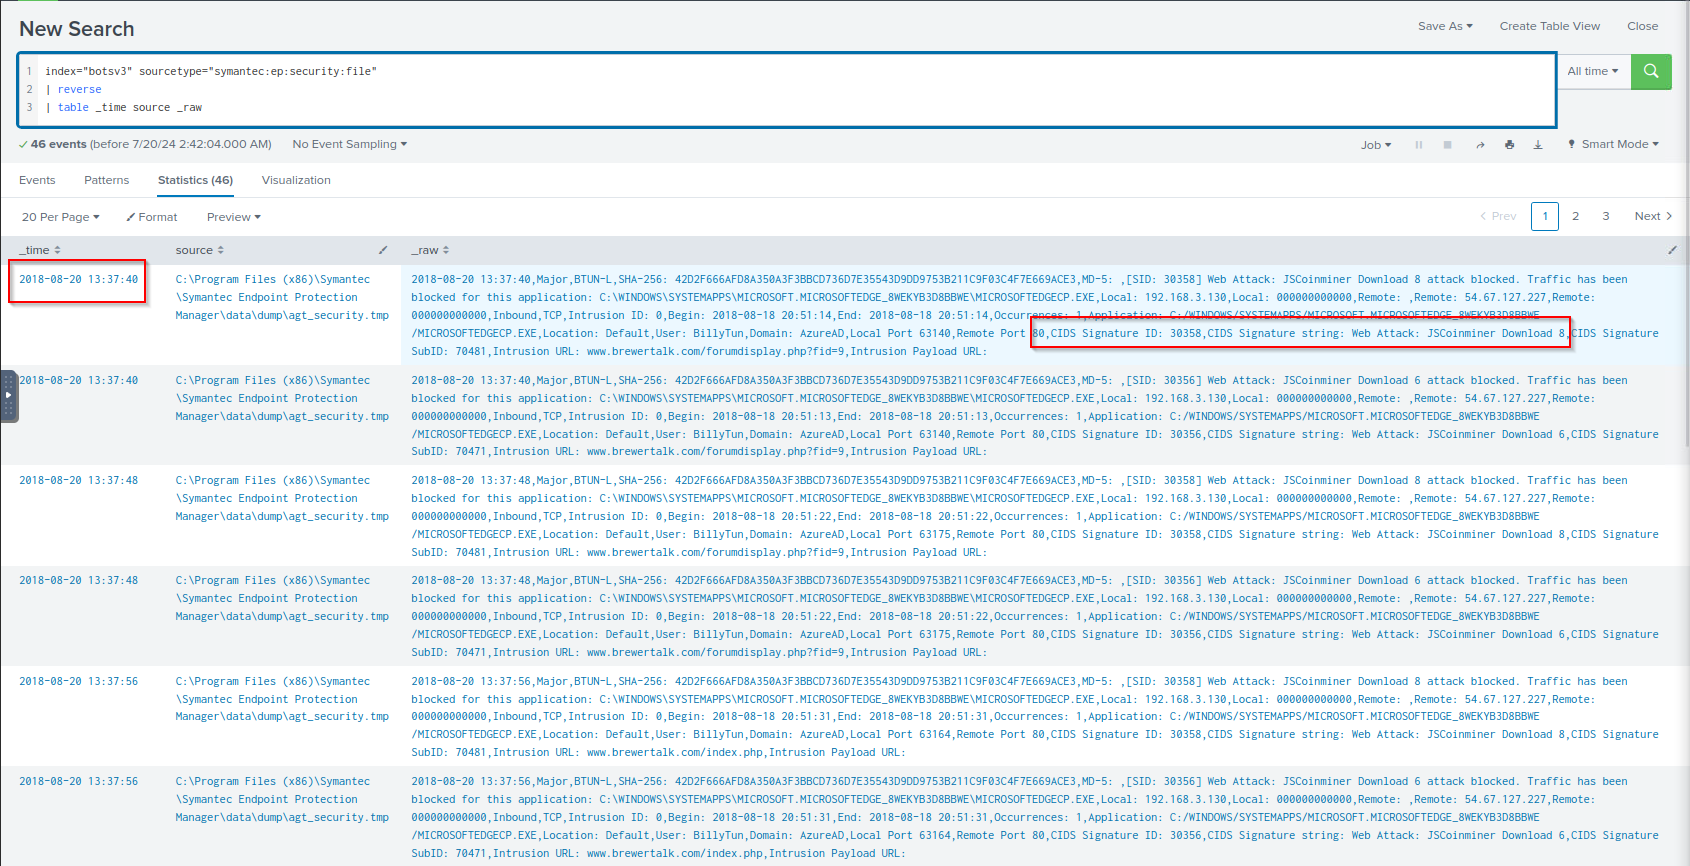 New Search
Save As
Create Table View
Close
1 index="botsv3" sourcetype="symantec:ep:security:file"
2 | reverse
3 | table _time source _raw
All time
46 events (before 7/20/24 2:42:04.000 AM)
No Event Sampling
Job
Smart Mode
Events
Patterns
Statistics (46)
Visualization
20 Per Page
Format
Preview
Prev
1
2
3
Next
_time
source
_raw
2018-08-20 13:37:40
C:\Program Files (x86)\Symantec
\Symantec Endpoint Protection
Manager\data\dump\agt_security.tmp
2018-08-20 13:37:40,Major,BTUN-L,SHA-256: 42D2F666AFD8A350A3F3BBCD736D7E35543D9DD9753B211C9F03C4F7E669ACE3,MD-5: ,[SID: 30358] Web Attack: JSCoinminer Download 8 attack blocked. Traffic has been
blocked for this application: C:\WINDOWS\SYSTEMAPPS\MICROSOFT.MICROSOFTEDGE_8WEKYB3D8BBWE\MICROSOFTEDGECP.EXE,Local: 192.168.3.130,Local: 000000000000,Remote: ,Remote: 54.67.127.227,Remote:
000000000000,Inbound,TCP,Intrusion ID: 0,Begin: 2018-08-18 20:51:14,End: 2018-08-18 20:51:14,Occurrences: 1,Application: C:/WINDOWS/SYSTEMAPPS/MICROSOFT.MICROSOFTEDGE_8WEKYB3D8BBWE
/MICROSOFTEDGECP.EXE,Location: Default,User: BillyTun,Domain: AzureAD,Local Port 63140,Remote Port 80,CIDS Signature ID: 30358,CIDS Signature string: Web Attack: JSCoinminer Download 8,CIDS Signature
SubID: 70481,Intrusion URL: www.brewertalk.com/forumdisplay.php?fid=9,Intrusion Payload URL:
2018-08-20 13:37:40
C:\Program Files (x86)\Symantec
\Symantec Endpoint Protection
Manager\data\dump\agt_security.tmp
2018-08-20 13:37:40,Major,BTUN-L,SHA-256: 42D2F666AFD8A350A3F3BBCD736D7E35543D9DD9753B211C9F03C4F7E669ACE3,MD-5: ,[SID: 30356] Web Attack: JSCoinminer Download 6 attack blocked. Traffic has been
blocked for this application: C:\WINDOWS\SYSTEMAPPS\MICROSOFT.MICROSOFTEDGE_8WEKYB3D8BBWE\MICROSOFTEDGECP.EXE,Local: 192.168.3.130,Local: 000000000000,Remote: ,Remote: 54.67.127.227,Remote:
000000000000,Inbound,TCP,Intrusion ID: 0,Begin: 2018-08-18 20:51:13,End: 2018-08-18 20:51:13,Occurrences: 1,Application: C:/WINDOWS/SYSTEMAPPS/MICROSOFT.MICROSOFTEDGE_8WEKYB3D8BBWE
/MICROSOFTEDGECP.EXE,Location: Default,User: BillyTun,Domain: AzureAD,Local Port 63140,Remote Port 80,CIDS Signature ID: 30356,CIDS Signature string: Web Attack: JSCoinminer Download 6,CIDS Signature
SubID: 70471,Intrusion URL: www.brewertalk.com/forumdisplay.php?fid=9,Intrusion Payload URL:
2018-08-20 13:37:48
C:\Program Files (x86)\Symantec
\Symantec Endpoint Protection
Manager\data\dump\agt_security.tmp
2018-08-20 13:37:48,Major,BTUN-L,SHA-256: 42D2F666AFD8A350A3F3BBCD736D7E35543D9DD9753B211C9F03C4F7E669ACE3,MD-5: ,[SID: 30358] Web Attack: JSCoinminer Download 8 attack blocked. Traffic has been
blocked for this application: C:\WINDOWS\SYSTEMAPPS\MICROSOFT.MICROSOFTEDGE_8WEKYB3D8BBWE\MICROSOFTEDGECP.EXE,Local: 192.168.3.130,Local: 000000000000,Remote: ,Remote: 54.67.127.227,Remote:
000000000000,Inbound,TCP,Intrusion ID: 0,Begin: 2018-08-18 20:51:22,End: 2018-08-18 20:51:22,Occurrences: 1,Application: C:/WINDOWS/SYSTEMAPPS/MICROSOFT.MICROSOFTEDGE_8WEKYB3D8BBWE
/MICROSOFTEDGECP.EXE,Location: Default,User: BillyTun,Domain: AzureAD,Local Port 63175,Remote Port 80,CIDS Signature ID: 30358,CIDS Signature string: Web Attack: JSCoinminer Download 8,CIDS Signature
SubID: 70481,Intrusion URL: www.brewertalk.com/forumdisplay.php?fid=9,Intrusion Payload URL:
2018-08-20 13:37:48
C:\Program Files (x86)\Symantec
\Symantec Endpoint Protection
Manager\data\dump\agt_security.tmp
2018-08-20 13:37:48,Major,BTUN-L,SHA-256: 42D2F666AFD8A350A3F3BBCD736D7E35543D9DD9753B211C9F03C4F7E669ACE3,MD-5: ,[SID: 30356] Web Attack: JSCoinminer Download 6 attack blocked. Traffic has been
blocked for this application: C:\WINDOWS\SYSTEMAPPS\MICROSOFT.MICROSOFTEDGE_8WEKYB3D8BBWE\MICROSOFTEDGECP.EXE,Local: 192.168.3.130,Local: 000000000000,Remote: ,Remote: 54.67.127.227,Remote:
000000000000,Inbound,TCP,Intrusion ID: 0,Begin: 2018-08-18 20:51:22,End: 2018-08-18 20:51:22,Occurrences: 1,Application: C:/WINDOWS/SYSTEMAPPS/MICROSOFT.MICROSOFTEDGE_8WEKYB3D8BBWE
/MICROSOFTEDGECP.EXE,Location: Default,User: BillyTun,Domain: AzureAD,Local Port 63175,Remote Port 80,CIDS Signature ID: 30356,CIDS Signature string: Web Attack: JSCoinminer Download 6,CIDS Signature
SubID: 70471,Intrusion URL: www.brewertalk.com/forumdisplay.php?fid=9,Intrusion Payload URL:
2018-08-20 13:37:56
C:\Program Files (x86)\Symantec
\Symantec Endpoint Protection
Manager\data\dump\agt_security.tmp
2018-08-20 13:37:56,Major,BTUN-L,SHA-256: 42D2F666AFD8A350A3F3BBCD736D7E35543D9DD9753B211C9F03C4F7E669ACE3,MD-5: ,[SID: 30358] Web Attack: JSCoinminer Download 8 attack blocked. Traffic has been
blocked for this application: C:\WINDOWS\SYSTEMAPPS\MICROSOFT.MICROSOFTEDGE_8WEKYB3D8BBWE\MICROSOFTEDGECP.EXE,Local: 192.168.3.130,Local: 000000000000,Remote: ,Remote: 54.67.127.227,Remote:
000000000000,Inbound,TCP,Intrusion ID: 0,Begin: 2018-08-18 20:51:31,End: 2018-08-18 20:51:31,Occurrences: 1,Application: C:/WINDOWS/SYSTEMAPPS/MICROSOFT.MICROSOFTEDGE_8WEKYB3D8BBWE
/MICROSOFTEDGECP.EXE,Location: Default,User: BillyTun,Domain: AzureAD,Local Port 63164,Remote Port 80,CIDS Signature ID: 30358,CIDS Signature string: Web Attack: JSCoinminer Download 8,CIDS Signature
SubID: 70481,Intrusion URL: www.brewertalk.com/index.php,Intrusion Payload URL:
2018-08-20 13:37:56
C:\Program Files (x86)\Symantec
\Symantec Endpoint Protection
Manager\data\dump\agt_security.tmp
2018-08-20 13:37:56,Major,BTUN-L,SHA-256: 42D2F666AFD8A350A3F3BBCD736D7E35543D9DD9753B211C9F03C4F7E669ACE3,MD-5: ,[SID: 30356] Web Attack: JSCoinminer Download 6 attack blocked. Traffic has been
blocked for this application: C:\WINDOWS\SYSTEMAPPS\MICROSOFT.MICROSOFTEDGE_8WEKYB3D8BBWE\MICROSOFTEDGECP.EXE,Local: 192.168.3.130,Local: 000000000000,Remote: ,Remote: 54.67.127.227,Remote:
000000000000,Inbound,TCP,Intrusion ID: 0,Begin: 2018-08-18 20:51:31,End: 2018-08-18 20:51:31,Occurrences: 1,Application: C:/WINDOWS/SYSTEMAPPS/MICROSOFT.MICROSOFTEDGE_8WEKYB3D8BBWE
/MICROSOFTEDGECP.EXE,Location: Default,User: BillyTun,Domain: AzureAD,Local Port 63164,Remote Port 80,CIDS Signature ID: 30356,CIDS Signature string: Web Attack: JSCoinminer Download 6,CIDS Signature
SubID: 70471,Intrusion URL: www.brewertalk.com/index.php,Intrusion Payload URL: